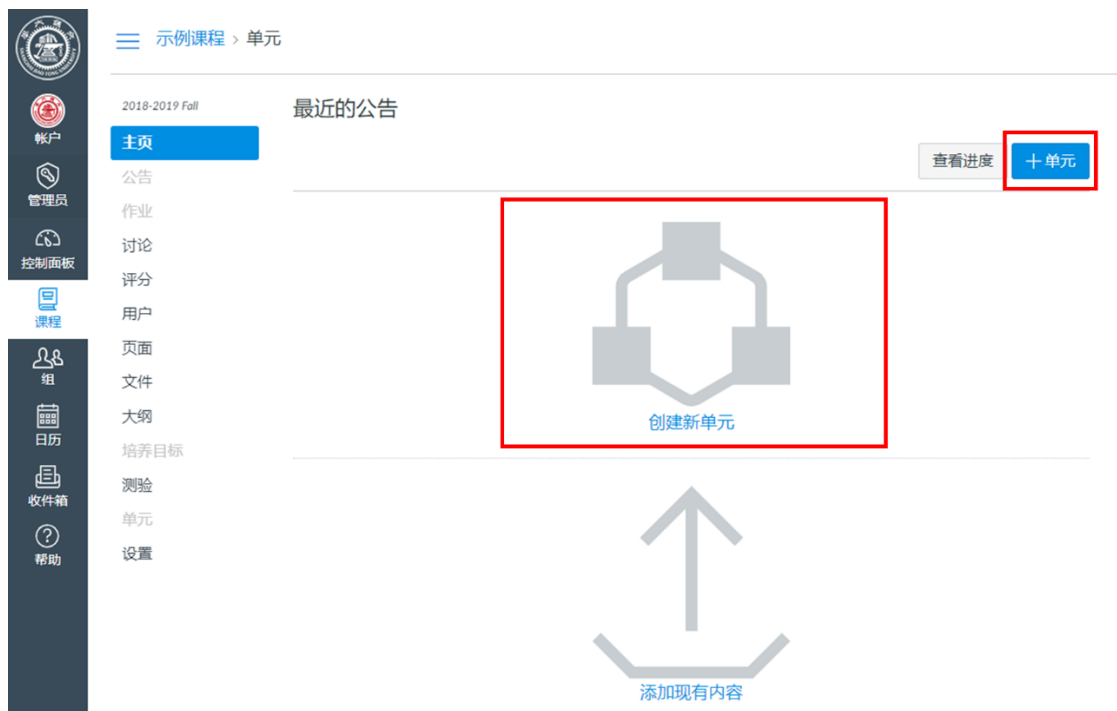 示例课程 › 单元
帐户
管理员
控制面板
课程
组
日历
收件箱
帮助
2018-2019 Fall
主页
公告
作业
讨论
评分
用户
页面
文件
大纲
培养目标
测验
单元
设置
最近的公告
查看进度
+单元
创建新单元
添加现有内容